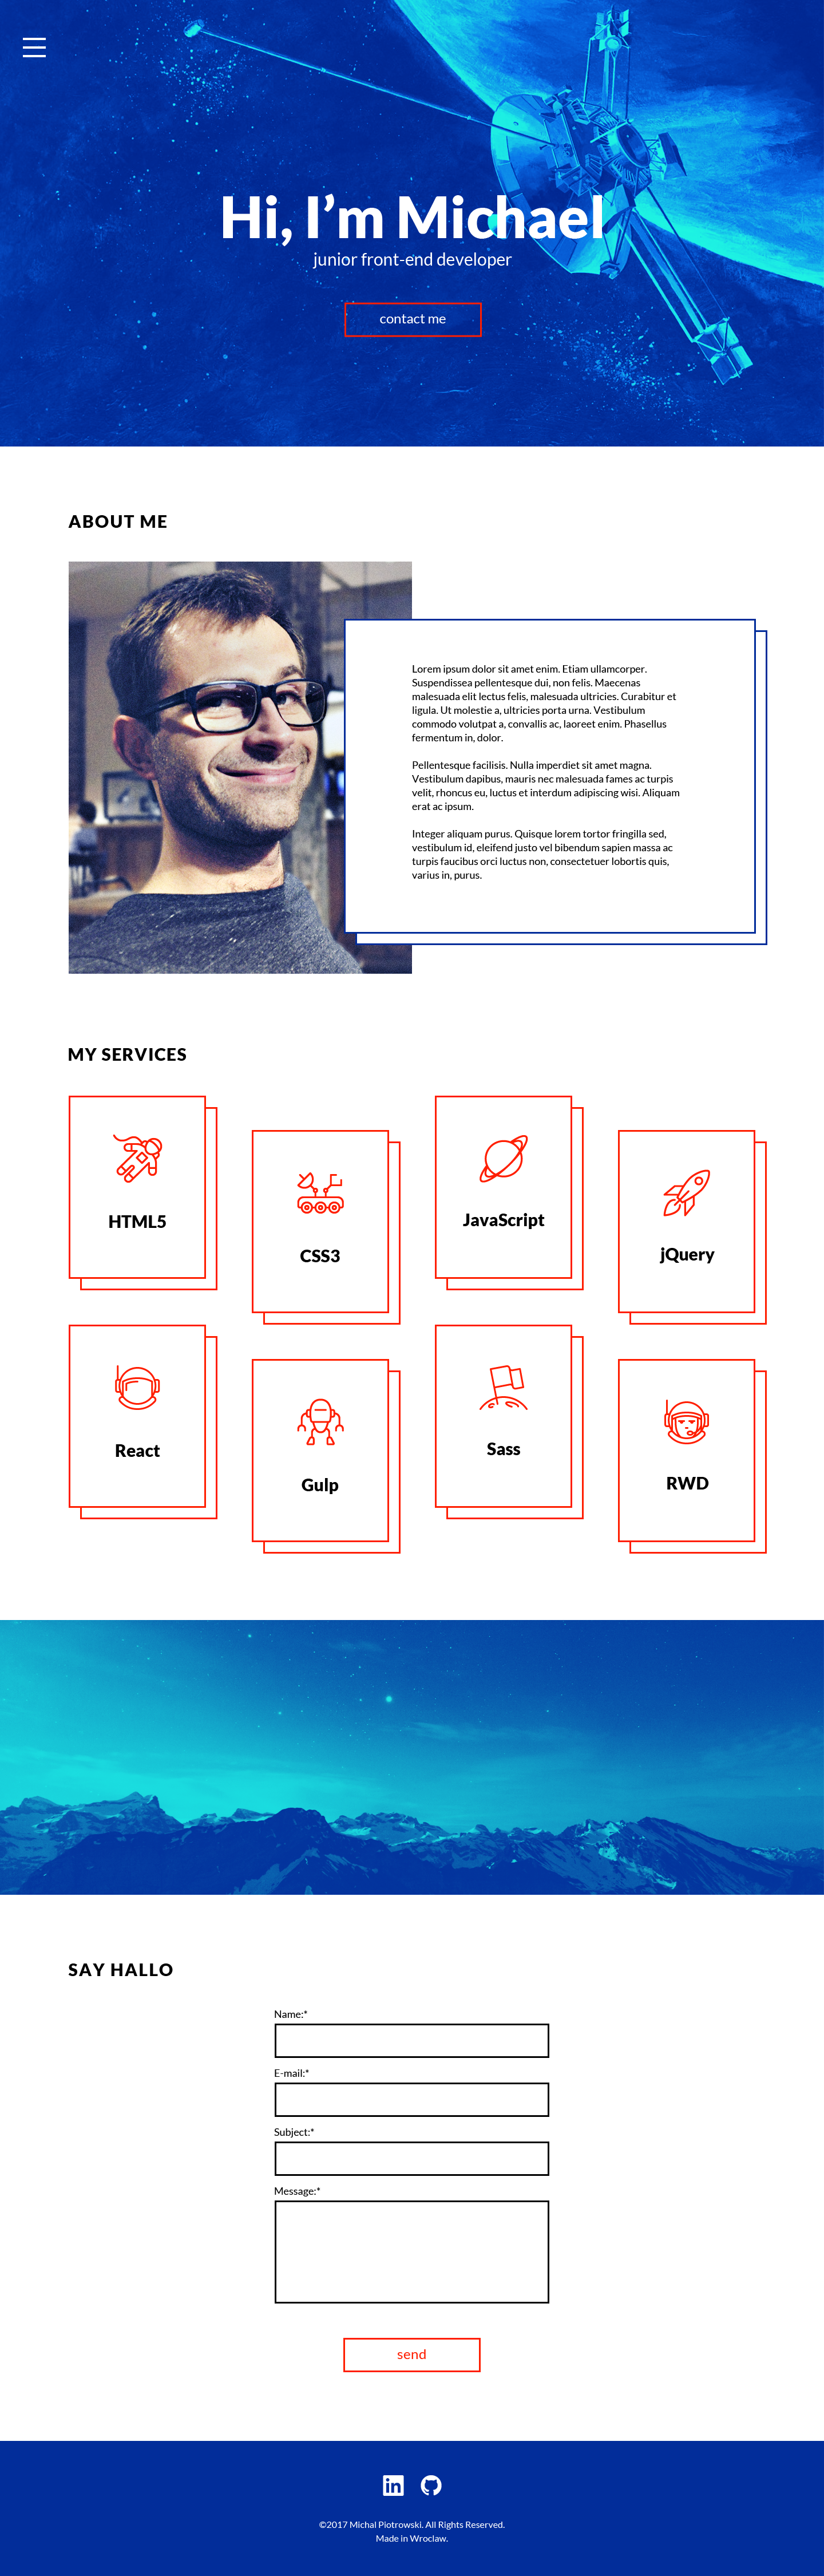 Hi, I’m Michael
junior front-end developer
contact me
ABOUT ME
Lorem ipsum dolor sit amet enim. Etiam ullamcorper.
Suspendissea pellentesque dui, non felis. Maecenas
malesuada elit lectus felis, malesuada ultricies. Curabitur et
ligula. Ut molestie a, ultricies porta urna. Vestibulum
commodo volutpat a, convallis ac, laoreet enim. Phasellus
fermentum in, dolor.
Pellentesque facilisis. Nulla imperdiet sit amet magna.
Vestibulum dapibus, mauris nec malesuada fames ac turpis
velit, rhoncus eu, luctus et interdum adipiscing wisi. Aliquam
erat ac ipsum.
Integer aliquam purus. Quisque lorem tortor fringilla sed,
vestibulum id, eleifend justo vel bibendum sapien massa ac
turpis faucibus orci luctus non, consectetuer lobortis quis,
varius in, purus.
MY SERVICES
HTML5
CSS3
JavaScript
jQuery
React
Gulp
Sass
RWD
SAY HALLO
Name:*
E-mail:*
Subject:*
Message:*
send
in
©2017 Michal Piotrowski. All Rights Reserved.
Made in Wroclaw.